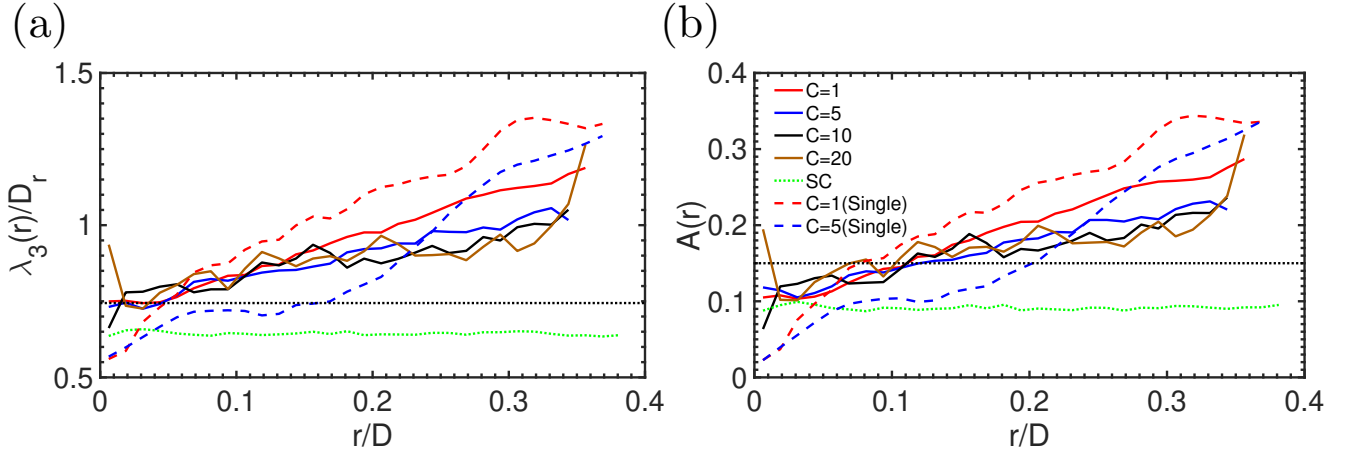 (a)
λ₃(r)/Dᵣ
1.5
1
0.5
0 0.1 0.2 0.3 0.4
r/D
(b)
A(r)
0.4
0.3
0.2
0.1
0
C=1
C=5
C=10
C=20
SC
C=1(Single)
C=5(Single)
0 0.1 0.2 0.3 0.4
r/D